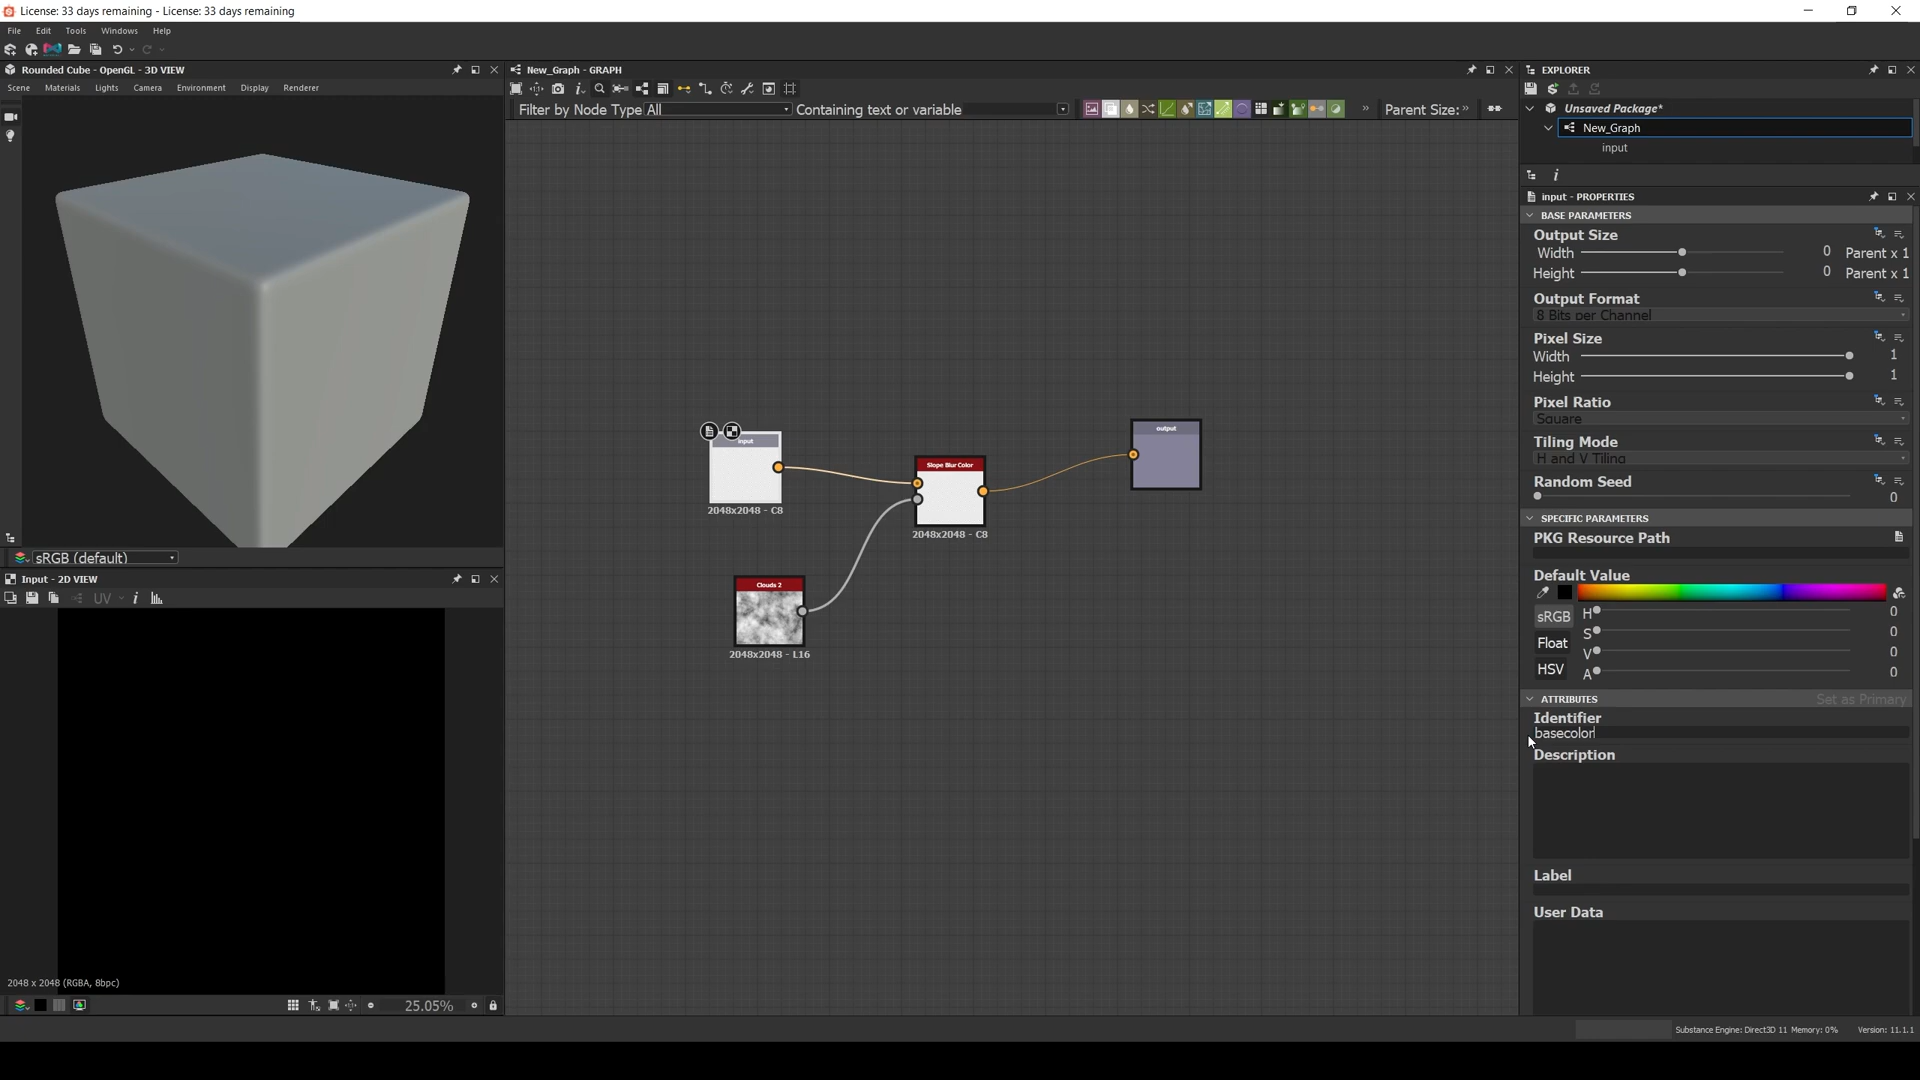 License: 33 days remaining - License: 33 days remaining
File Edit Tools Windows Help
Rounded Cube - OpenGL - 3D VIEW
Scene Materials Lights Camera Environment Display Renderer
sRGB (default)
Input - 2D VIEW
UV
2048 x 2048 (RGBA, 8bpc)
25.05%
New_Graph - GRAPH
Filter by Node Type All Containing text or variable Parent Size:
input
2048x2048 - C8
Slope Blur Color
2048x2048 - C8
output
Clouds 2
2048x2048 - L16
EXPLORER
Unsaved Package*
New_Graph
input
input - PROPERTIES
BASE PARAMETERS
Output Size
Width 0 Parent x 1
Height 0 Parent x 1
Output Format
8 Bits per Channel
Pixel Size
Width 1
Height 1
Pixel Ratio
Square
Tiling Mode
H and V Tiling
Random Seed
0
SPECIFIC PARAMETERS
PKG Resource Path
Default Value
sRGB H 0
S 0
Float
V 0
HSV A 0
ATTRIBUTES Set as Primary
Identifier
basecolor
Description
Label
User Data
Substance Engine: Direct3D 11 Memory: 0% Version: 11.1.1